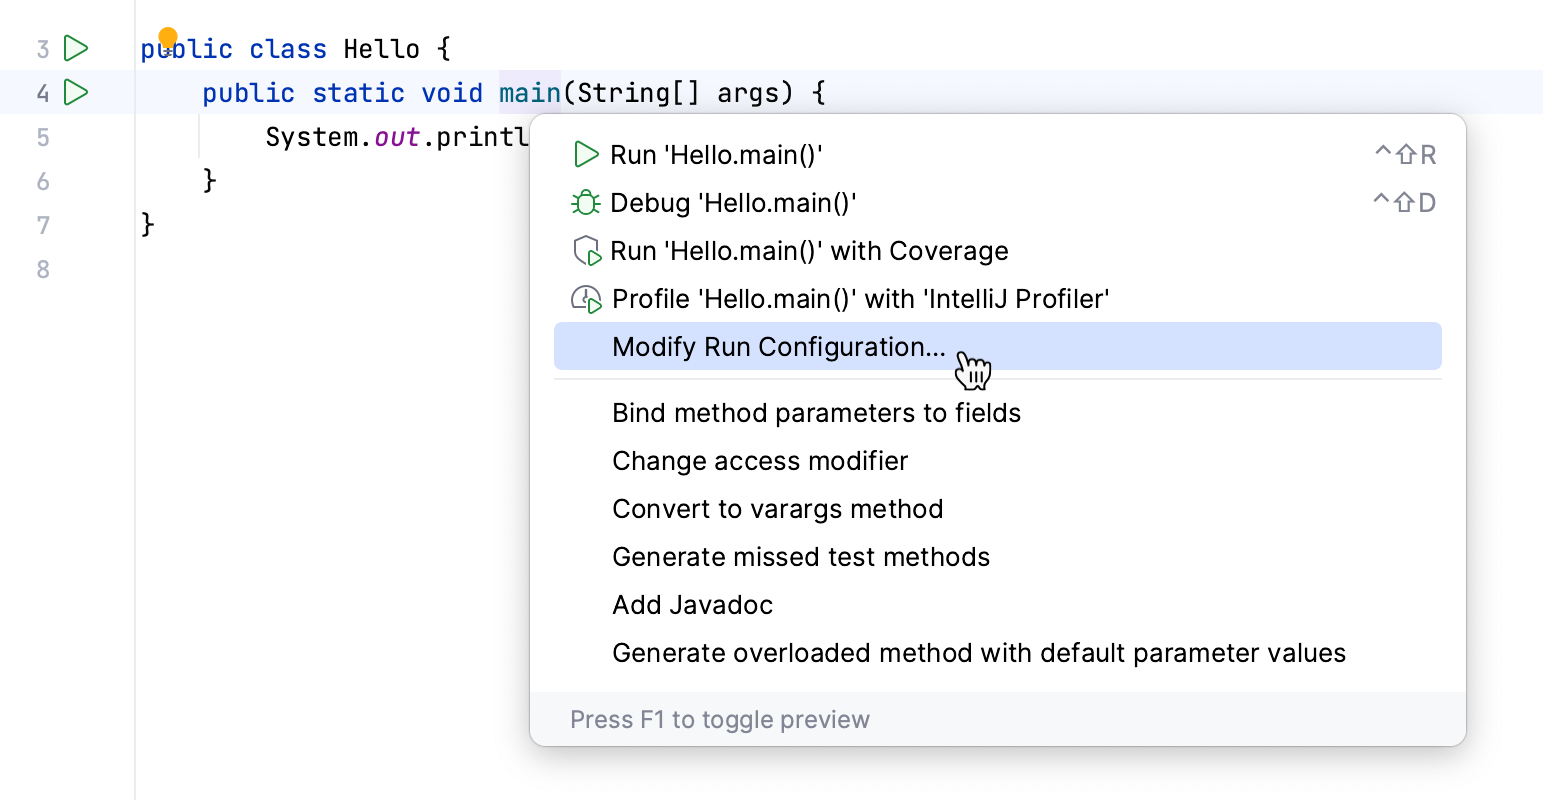 3 public class Hello {
4 public static void main(String[] args) {
5 System.out.printl
6 }
7 }
8
Run 'Hello.main()' ^⇧R
Debug 'Hello.main()' ^⇧D
Run 'Hello.main()' with Coverage
Profile 'Hello.main()' with 'IntelliJ Profiler'
Modify Run Configuration...
Bind method parameters to fields
Change access modifier
Convert to varargs method
Generate missed test methods
Add Javadoc
Generate overloaded method with default parameter values
Press F1 to toggle preview